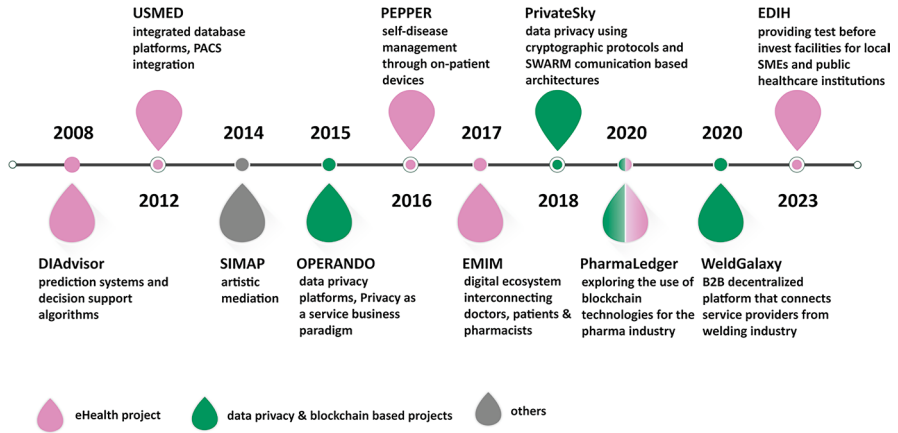 USMED
integrated database
platforms, PACS
integration
PEPPER
self-disease
management
through on-patient
devices
PrivateSky
data privacy using
cryptographic protocols and
SWARM comunication based
architectures
EDIH
providing test before
invest facilities for local
SMEs and public
healthcare institutions
2008
2014
2015
2017
2020
2020
2012
2016
2018
2023
DIAdvisor
prediction systems and
decision support
algorithms
SIMAP
artistic
mediation
OPERANDO
data privacy
platforms, Privacy as
a service business
paradigm
EMIM
digital ecosystem
interconnecting
doctors, patients &
pharmacists
PharmaLedger
exploring the use of
blockchain
technologies for the
pharma industry
WeldGalaxy
B2B decentralized
platform that connects
service providers from
welding industry
eHealth project
data privacy & blockchain based projects
others